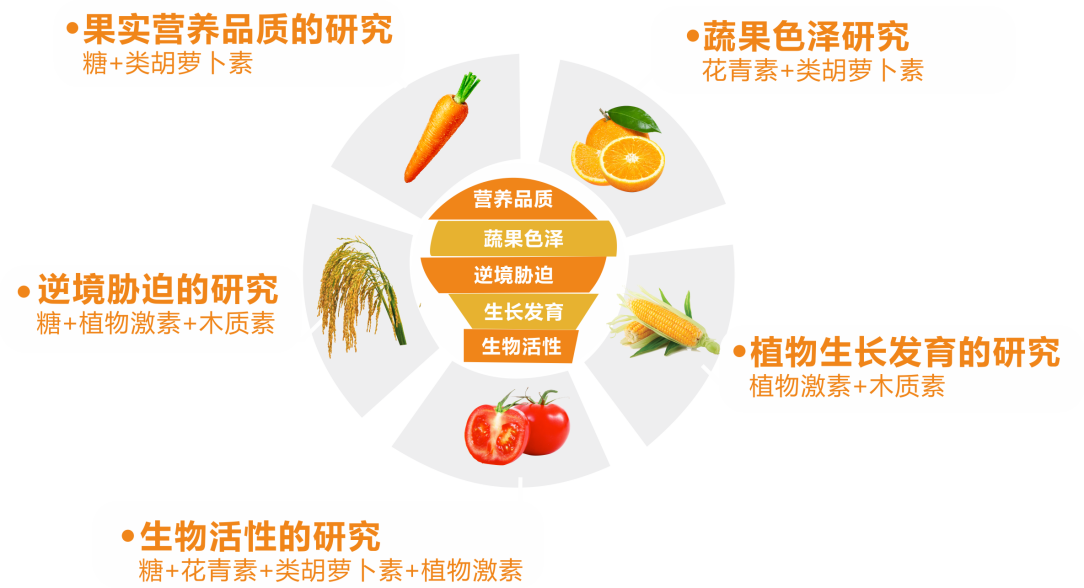 •果实营养品质的研究
糖+类胡萝卜素
•蔬果色泽研究
花青素+类胡萝卜素
营养品质
蔬果色泽
逆境胁迫
生长发育
生物活性
•逆境胁迫的研究
糖+植物激素+木质素
•植物生长发育的研究
植物激素+木质素
•生物活性的研究
糖+花青素+类胡萝卜素+植物激素